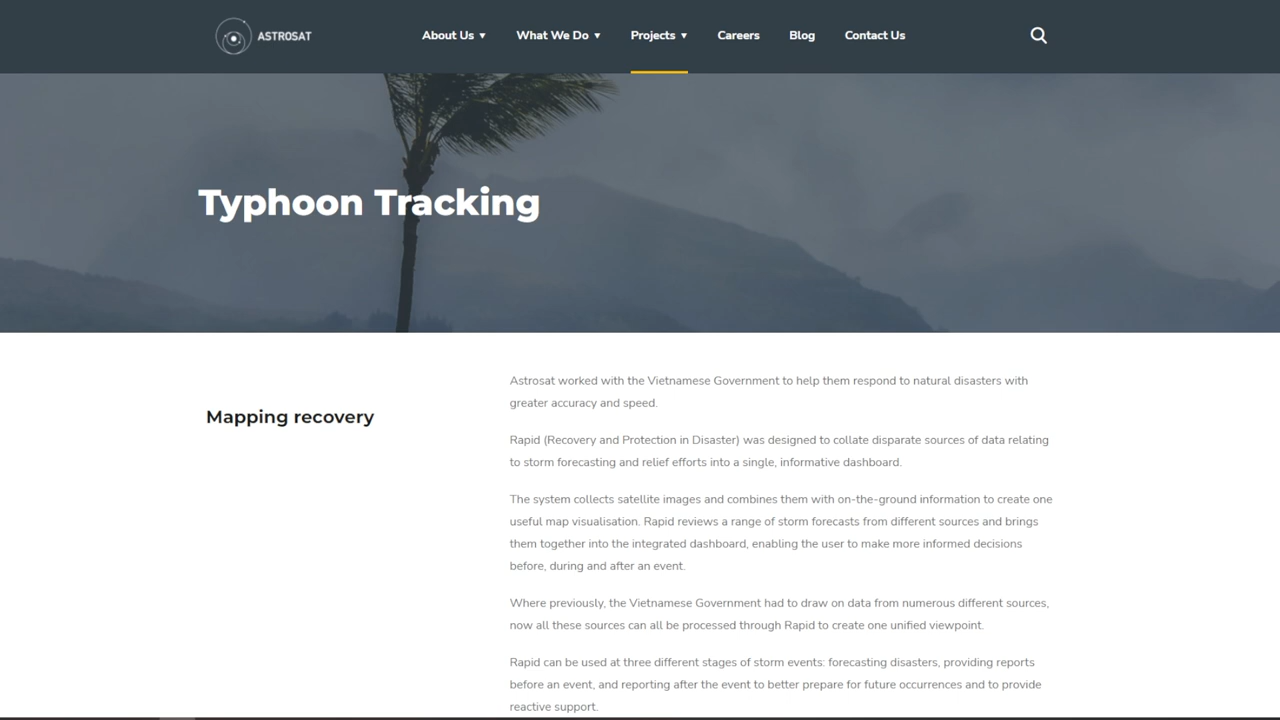 ASTROSAT
About Us ▼ What We Do ▼ Projects ▼ Careers Blog Contact Us
Typhoon Tracking
Mapping recovery
Astrosat worked with the Vietnamese Government to help them respond to natural disasters with
greater accuracy and speed.
Rapid (Recovery and Protection in Disaster) was designed to collate disparate sources of data relating
to storm forecasting and relief efforts into a single, informative dashboard.
The system collects satellite images and combines them with on-the-ground information to create one
useful map visualisation. Rapid reviews a range of storm forecasts from different sources and brings
them together into the integrated dashboard, enabling the user to make more informed decisions
before, during and after an event.
Where previously, the Vietnamese Government had to draw on data from numerous different sources,
now all these sources can all be processed through Rapid to create one unified viewpoint.
Rapid can be used at three different stages of storm events: forecasting disasters, providing reports
before an event, and reporting after the event to better prepare for future occurrences and to provide
reactive support.